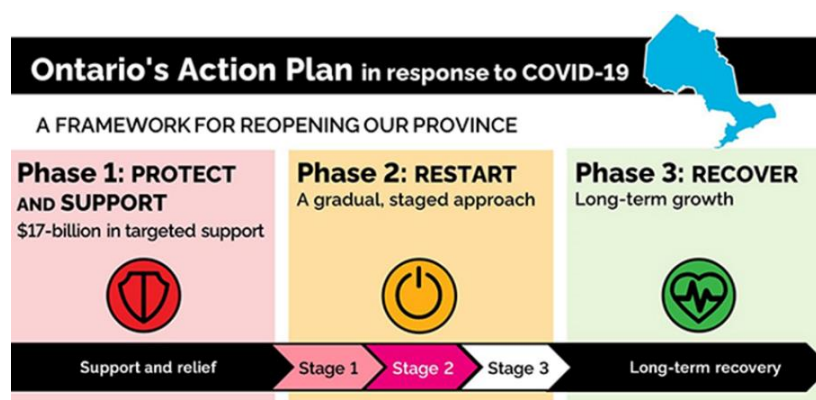 Ontario's Action Plan in response to COVID-19
A FRAMEWORK FOR REOPENING OUR PROVINCE
Phase 1: PROTECT
AND SUPPORT
$17-billion in targeted support
Phase 2: RESTART
A gradual, staged approach
Phase 3: RECOVER
Long-term growth
Support and relief
Stage 1
Stage 2
Stage 3
Long-term recovery